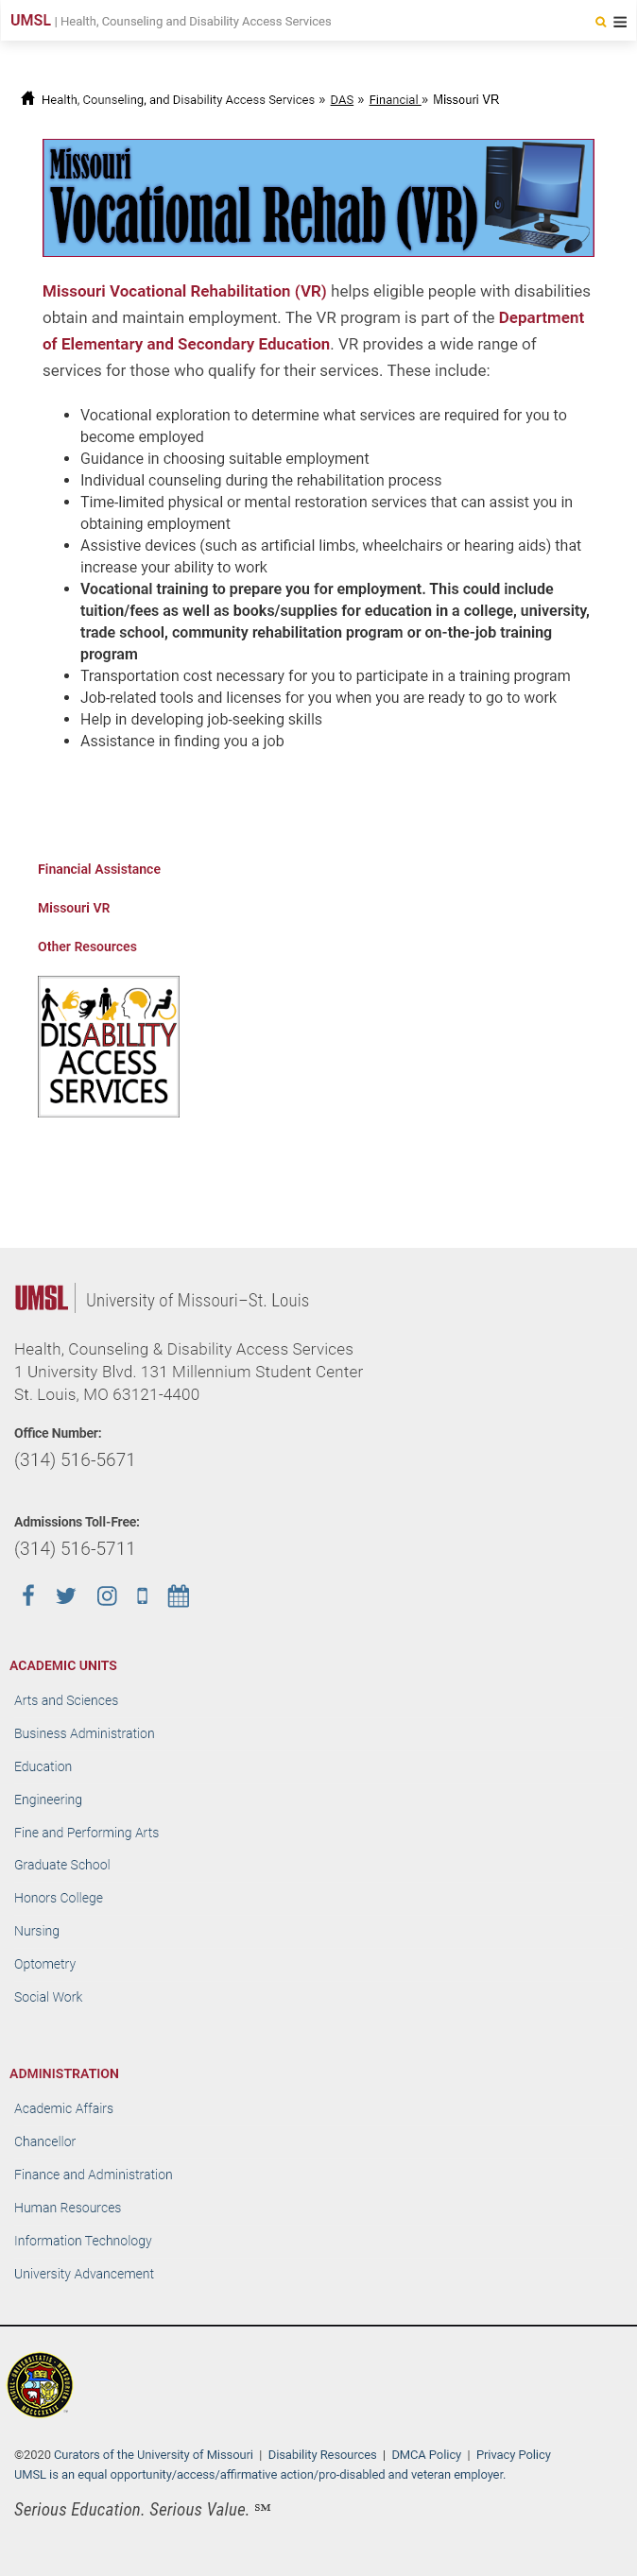 UMSL | Health, Counseling and Disability Access Services
Health, Counseling, and Disability Access Services » DAS » Financial » Missouri VR
Missouri
Vocational Rehab (VR)
Missouri Vocational Rehabilitation (VR) helps eligible people with disabilities
obtain and maintain employment. The VR program is part of the Department
of Elementary and Secondary Education. VR provides a wide range of
services for those who qualify for their services. These include:
• Vocational exploration to determine what services are required for you to
become employed
• Guidance in choosing suitable employment
• Individual counseling during the rehabilitation process
• Time-limited physical or mental restoration services that can assist you in
obtaining employment
• Assistive devices (such as artificial limbs, wheelchairs or hearing aids) that
increase your ability to work
• Vocational training to prepare you for employment. This could include
tuition/fees as well as books/supplies for education in a college, university,
trade school, community rehabilitation program or on-the-job training
program
• Transportation cost necessary for you to participate in a training program
• Job-related tools and licenses for you when you are ready to go to work
• Help in developing job-seeking skills
• Assistance in finding you a job
Financial Assistance
Missouri VR
Other Resources
DISABILITY
ACCESS
SERVICES
UMSL University of Missouri–St. Louis
Health, Counseling & Disability Access Services
1 University Blvd. 131 Millennium Student Center
St. Louis, MO 63121-4400
Office Number:
(314) 516-5671
Admissions Toll-Free:
(314) 516-5711
ACADEMIC UNITS
Arts and Sciences
Business Administration
Education
Engineering
Fine and Performing Arts
Graduate School
Honors College
Nursing
Optometry
Social Work
ADMINISTRATION
Academic Affairs
Chancellor
Finance and Administration
Human Resources
Information Technology
University Advancement
©2020 Curators of the University of Missouri | Disability Resources | DMCA Policy | Privacy Policy
UMSL is an equal opportunity/access/affirmative action/pro-disabled and veteran employer.
Serious Education. Serious Value. ℠